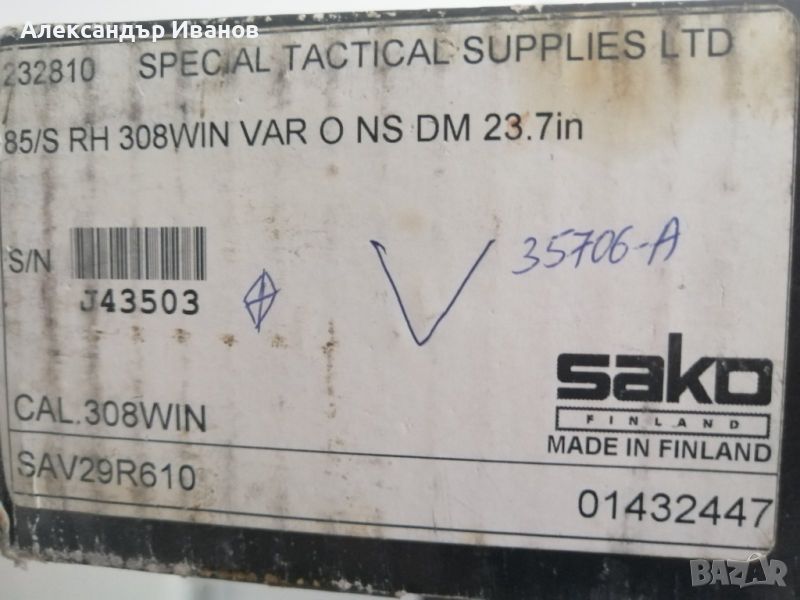 Александър Иванов
232810 SPECIAL TACTICAL SUPPLIES LTD
85/S RH 308WIN VAR O NS DM 23.7in
35706-A
S/N
J43503
sako
FINLAND
CAL.308WIN
MADE IN FINLAND
SAV29R610
01432447
BAZAR